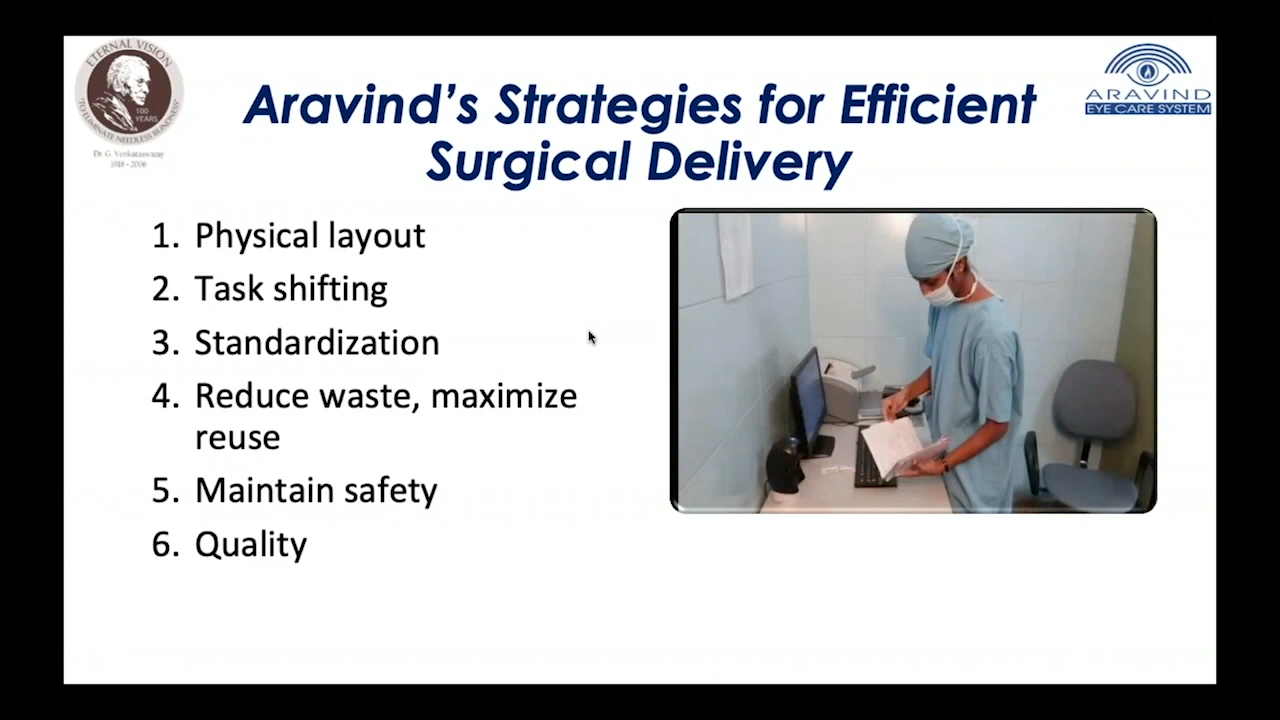 ETERNAL VISION
"TO ELIMINATE NEEDLESS BLINDNESS"
100
YEARS
Dr. G. Venkataswamy
1918 - 2006
ARAVIND
EYE CARE SYSTEM
Aravind's Strategies for Efficient
Surgical Delivery
1. Physical layout
2. Task shifting
3. Standardization
4. Reduce waste, maximize
reuse
5. Maintain safety
6. Quality